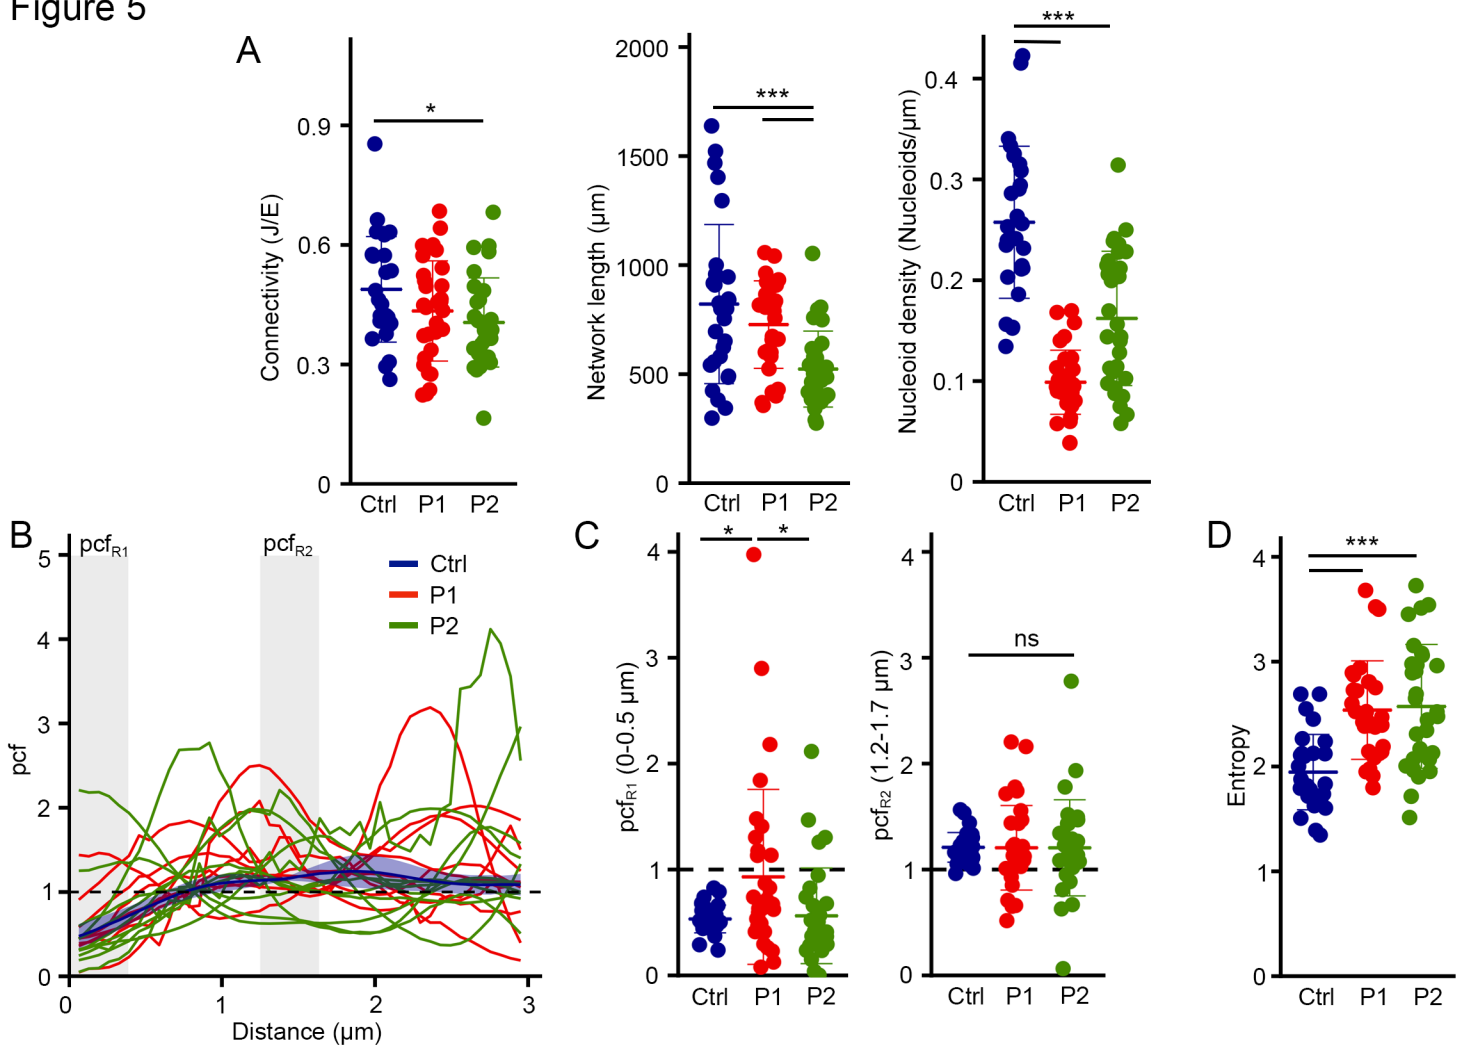 Figure 5
A
Connectivity (J/E)
0.9
0.6
0.3
0
*
Ctrl P1 P2
Network length (µm)
2000
1500
1000
500
0
***
Ctrl P1 P2
Nucleoid density (Nucleoids/µm)
0.4
0.3
0.2
0.1
0
***
Ctrl P1 P2
B
pcf
5
4
3
2
1
0
pcfR1
pcfR2
Ctrl
P1
P2
0 1 2 3
Distance (µm)
C
pcfR1 (0-0.5 µm)
4
3
2
1
0
* *
Ctrl P1 P2
pcfR2 (1.2-1.7 µm)
4
3
2
1
0
ns
Ctrl P1 P2
D
Entropy
4
3
2
1
0
***
Ctrl P1 P2